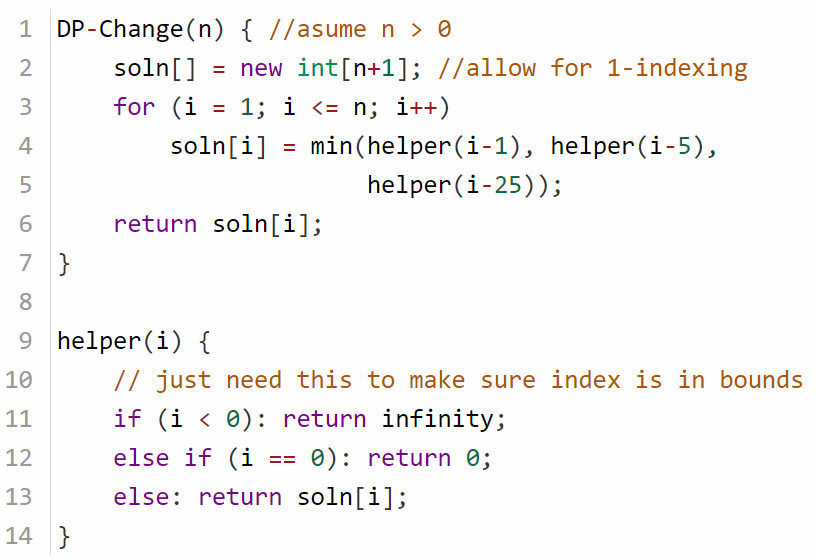 1 DP-Change(n) { //asume n > 0
2     soln[] = new int[n+1]; //allow for 1-indexing
3     for (i = 1; i <= n; i++)
4         soln[i] = min(helper(i-1), helper(i-5),
5                       helper(i-25));
6     return soln[i];
7 }
8
9 helper(i) {
10     // just need this to make sure index is in bounds
11     if (i < 0): return infinity;
12     else if (i == 0): return 0;
13     else: return soln[i];
14 }